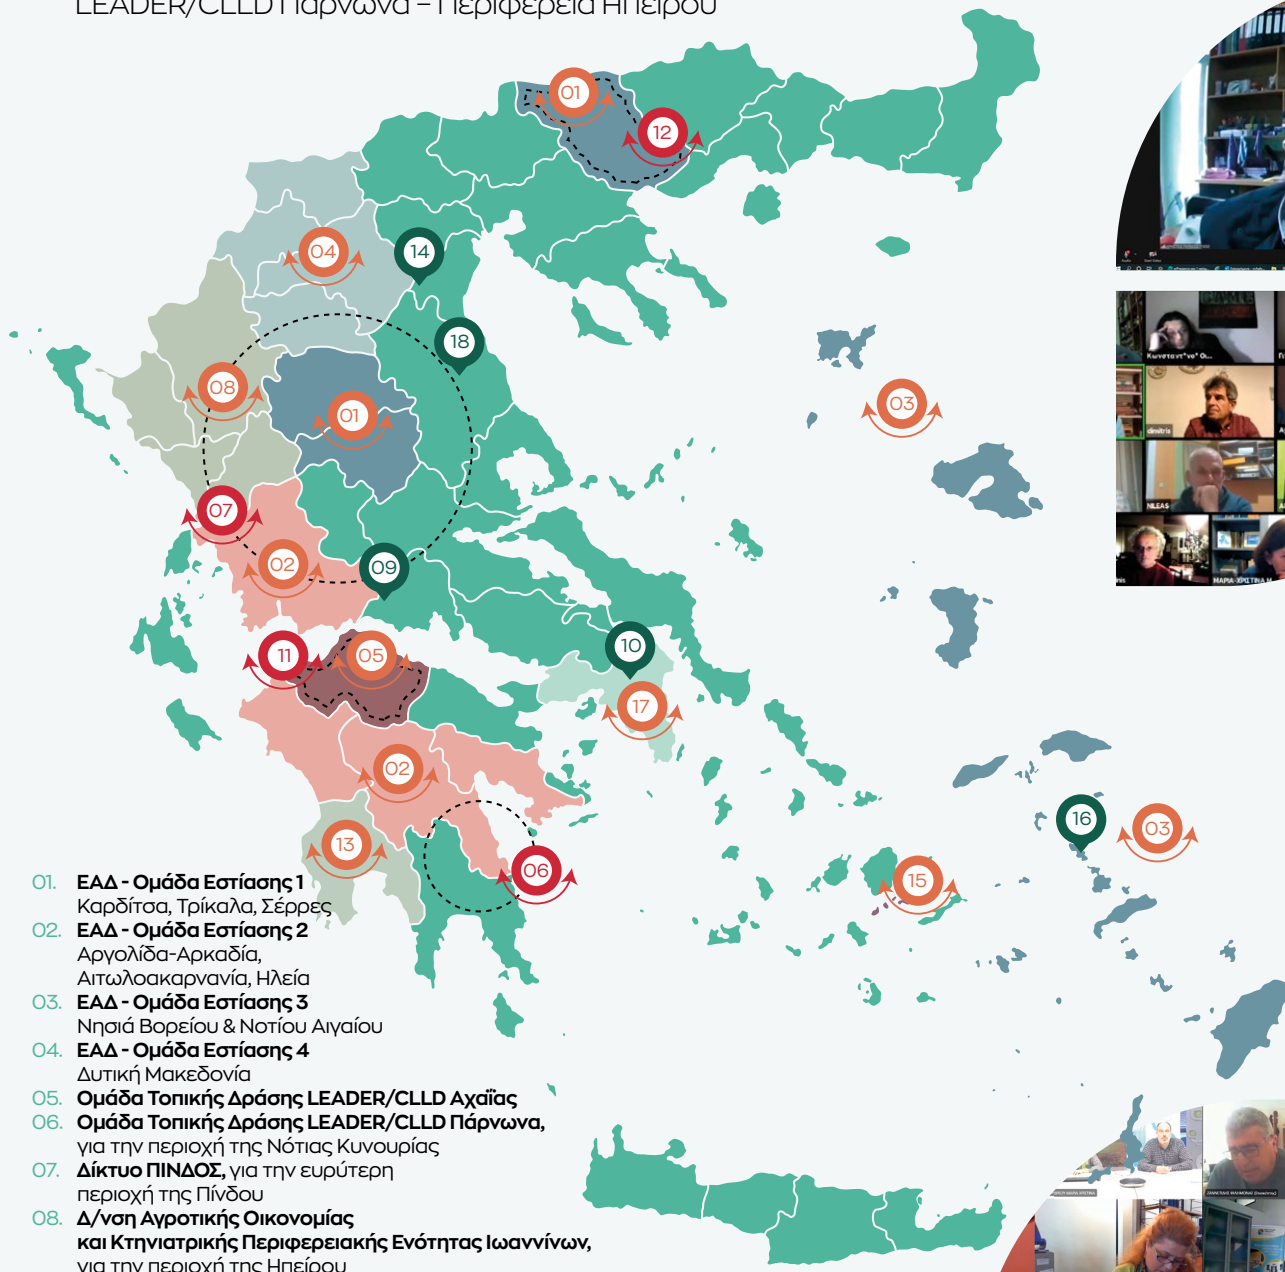 LEADER/CLLD Πάρνωνα – Περιφέρεια Ηπείρου
01
12
04
14
18
08
01
03
07
02
09
11
05
10
17
02
13
06
16
03
15
01. ΕΑΔ - Ομάδα Εστίασης 1
Καρδίτσα, Τρίκαλα, Σέρρες
02. ΕΑΔ - Ομάδα Εστίασης 2
Αργολίδα-Αρκαδία,
Αιτωλοακαρνανία, Ηλεία
03. ΕΑΔ - Ομάδα Εστίασης 3
Νησιά Βορείου & Νοτίου Αιγαίου
04. ΕΑΔ - Ομάδα Εστίασης 4
Δυτική Μακεδονία
05. Ομάδα Τοπικής Δράσης LEADER/CLLD Αχαΐας
06. Ομάδα Τοπικής Δράσης LEADER/CLLD Πάρνωνα,
για την περιοχή της Νότιας Κυνουρίας
07. Δίκτυο ΠΙΝΔΟΣ, για την ευρύτερη
περιοχή της Πίνδου
08. Δ/νση Αγροτικής Οικονομίας
και Κτηνιατρικής Περιφερειακής Ενότητας Ιωαννίνων,
για την περιοχή της Ηπείρου
dimitris
NILEAS